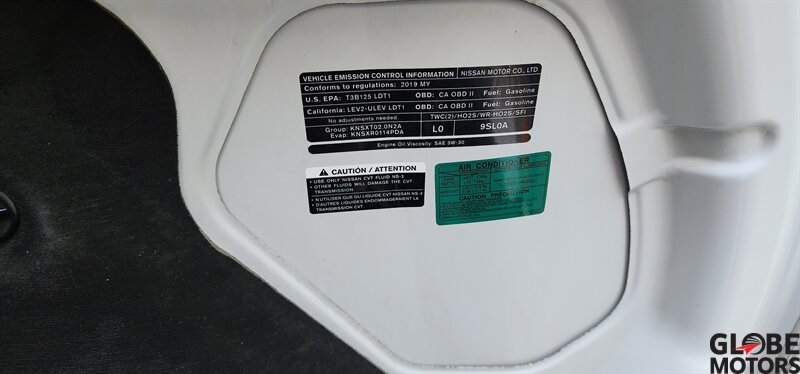 VEHICLE EMISSION CONTROL INFORMATION NISSAN MOTOR CO., LTD
Conforms to regulations: 2019 MY
U.S. EPA: T3B125 LDT1 OBD: CA OBD II Fuel: Gasoline
California: LEV2-ULEV LDT1 OBD: CA OBD II Fuel: Gasoline
No adjustments needed. TWC(2)/HO2S/WR-HO2S/SFI
Group: KNSXT02.0N2A
Evap: KNSXR0114PDA L0 9SL0A
Engine Oil Viscosity: SAE 5W-30
CAUTION / ATTENTION
• USE ONLY NISSAN CVT FLUID NS-3
• OTHER FLUIDS WILL DAMAGE THE CVT
TRANSMISSION
• N'UTILISER QUE DU LIQUIDE CVT NISSAN NS-3
• D'AUTRES LIQUIDES ENDOMMAGERAIENT LA
TRANSMISSION CVT
AIR CONDITIONER
CAUTION PRÉCAUTION
GLOBE
MOTORS